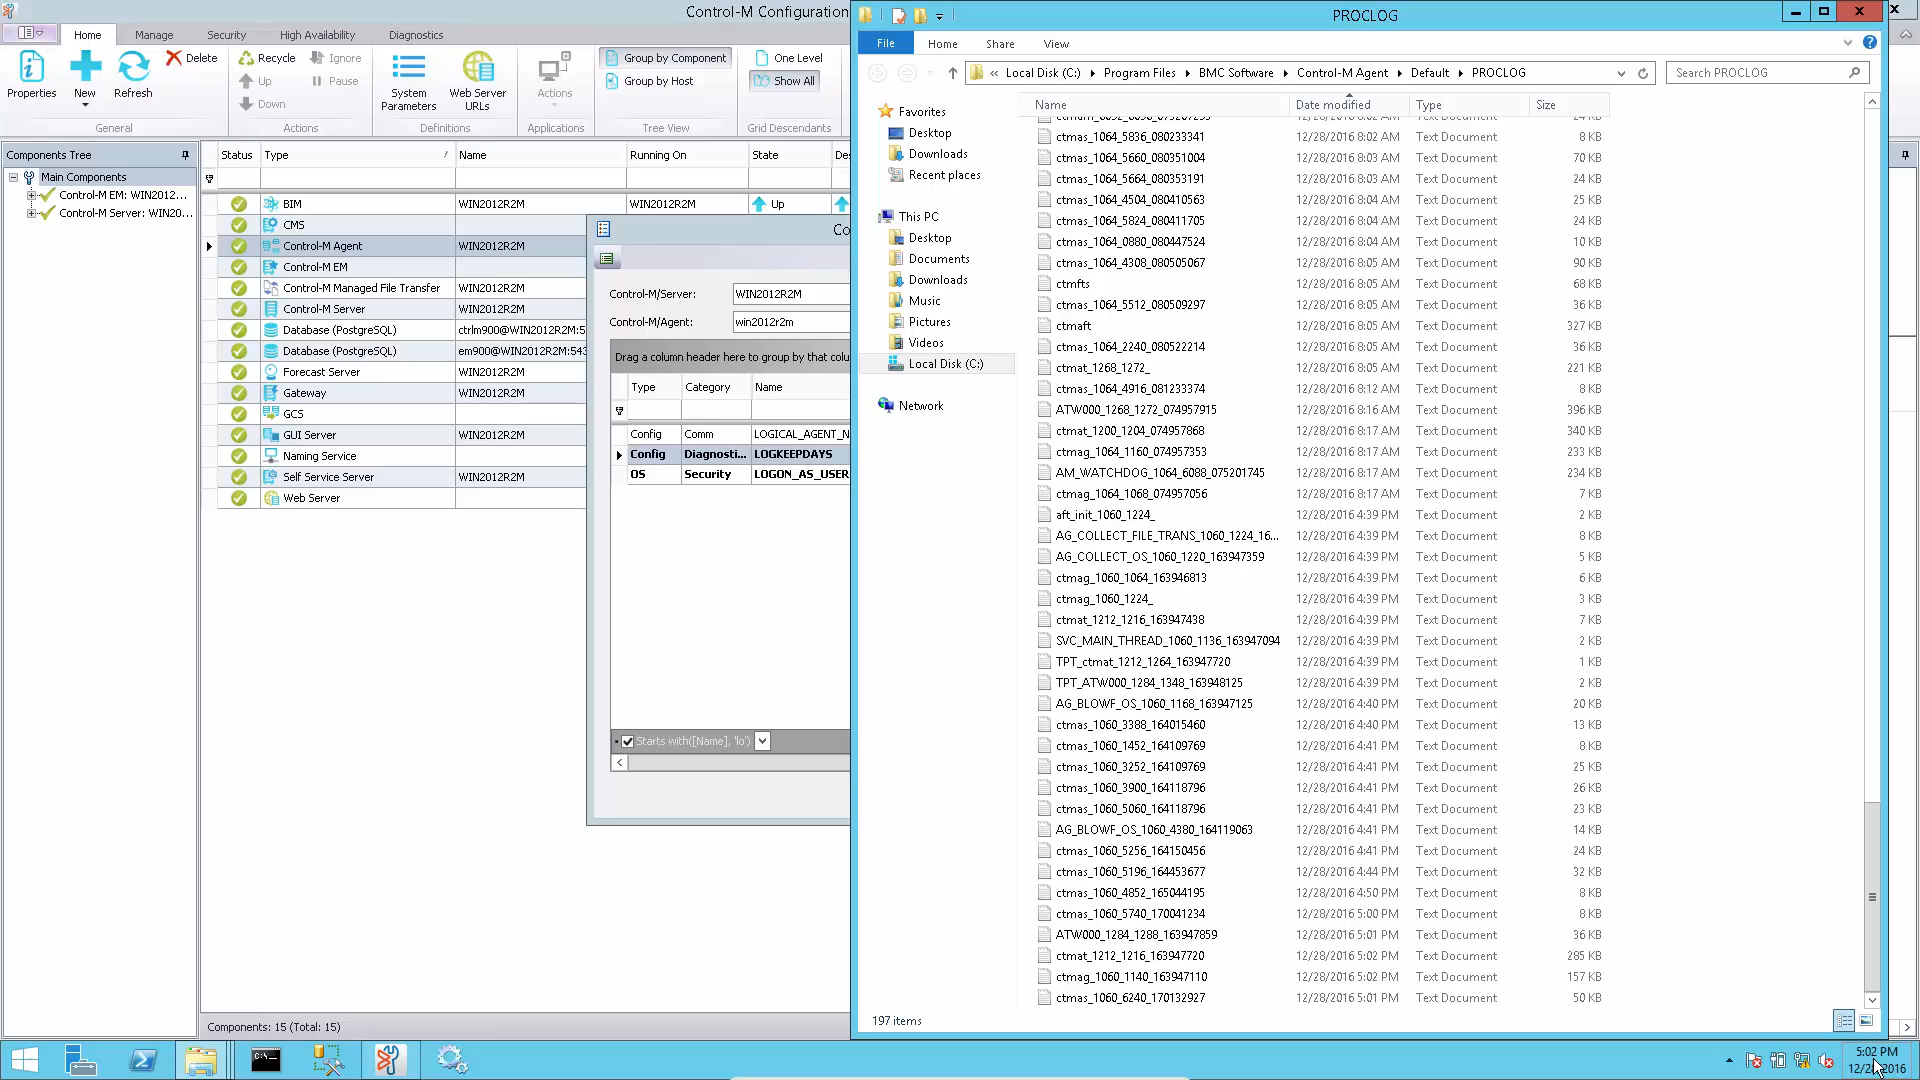 Control-M Configuration
Home
Manage
Security
High Availability
Diagnostics
Properties
New
Refresh
Delete
General
Recycle
Ignore
Up
Pause
Down
Actions
System
Parameters
Web Server
URLs
Definitions
Actions
Applications
Group by Component
Group by Host
Tree View
One Level
Show All
Grid Descendants
Components Tree
Main Components
Control-M EM: WIN2012...
Control-M Server: WIN20...
Status Type Name Running On State
BIM WIN2012R2M WIN2012R2M Up
CMS
Control-M Agent WIN2012R2M
Control-M EM
Control-M Managed File Transfer WIN2012R2M
Control-M Server WIN2012R2M
Database (PostgreSQL) ctrlm900@WIN2012R2M:5
Database (PostgreSQL) em900@WIN2012R2M:543
Forecast Server WIN2012R2M
Gateway WIN2012R2M
GCS
GUI Server WIN2012R2M
Naming Service
Self Service Server WIN2012R2M
Web Server
Components: 15 (Total: 15)
Co
Control-M/Server: WIN2012R2M
Control-M/Agent: win2012r2m
Drag a column header here to group by that colu
Type Category Name
Config Comm LOGICAL_AGENT_N
Config Diagnosti... LOGKEEPDAYS
OS Security LOGON_AS_USER
Starts with([Name], 'lo')
PROCLOG
File Home Share View
« Local Disk (C:) Program Files BMC Software Control-M Agent Default PROCLOG
Search PROCLOG
Favorites
Desktop
Downloads
Recent places
This PC
Desktop
Documents
Downloads
Music
Pictures
Videos
Local Disk (C:)
Network
Name Date modified Type Size
ctmas_1064_5836_080233341 12/28/2016 8:02 AM Text Document 8 KB
ctmas_1064_5660_080351004 12/28/2016 8:03 AM Text Document 70 KB
ctmas_1064_5664_080353191 12/28/2016 8:03 AM Text Document 24 KB
ctmas_1064_4504_080410563 12/28/2016 8:04 AM Text Document 25 KB
ctmas_1064_5824_080411705 12/28/2016 8:04 AM Text Document 24 KB
ctmas_1064_0880_080447524 12/28/2016 8:04 AM Text Document 10 KB
ctmas_1064_4308_080505067 12/28/2016 8:05 AM Text Document 90 KB
ctmfts 12/28/2016 8:05 AM Text Document 68 KB
ctmas_1064_5512_080509297 12/28/2016 8:05 AM Text Document 36 KB
ctmaft 12/28/2016 8:05 AM Text Document 327 KB
ctmas_1064_2240_080522214 12/28/2016 8:05 AM Text Document 36 KB
ctmat_1268_1272_ 12/28/2016 8:05 AM Text Document 221 KB
ctmas_1064_4916_081233374 12/28/2016 8:12 AM Text Document 8 KB
ATW000_1268_1272_074957915 12/28/2016 8:16 AM Text Document 396 KB
ctmat_1200_1204_074957868 12/28/2016 8:17 AM Text Document 340 KB
ctmag_1064_1160_074957353 12/28/2016 8:17 AM Text Document 233 KB
AM_WATCHDOG_1064_6088_075201745 12/28/2016 8:17 AM Text Document 234 KB
ctmag_1064_1068_074957056 12/28/2016 8:17 AM Text Document 7 KB
aft_init_1060_1224_ 12/28/2016 4:39 PM Text Document 2 KB
AG_COLLECT_FILE_TRANS_1060_1224_16... 12/28/2016 4:39 PM Text Document 8 KB
AG_COLLECT_OS_1060_1220_163947359 12/28/2016 4:39 PM Text Document 5 KB
ctmag_1060_1064_163946813 12/28/2016 4:39 PM Text Document 6 KB
ctmag_1060_1224_ 12/28/2016 4:39 PM Text Document 3 KB
ctmat_1212_1216_163947438 12/28/2016 4:39 PM Text Document 7 KB
SVC_MAIN_THREAD_1060_1136_163947094 12/28/2016 4:39 PM Text Document 2 KB
TPT_ctmat_1212_1264_163947720 12/28/2016 4:39 PM Text Document 1 KB
TPT_ATW000_1284_1348_163948125 12/28/2016 4:39 PM Text Document 2 KB
AG_BLOWF_OS_1060_1168_163947125 12/28/2016 4:40 PM Text Document 20 KB
ctmas_1060_3388_164015460 12/28/2016 4:40 PM Text Document 13 KB
ctmas_1060_1452_164109769 12/28/2016 4:41 PM Text Document 8 KB
ctmas_1060_3252_164109769 12/28/2016 4:41 PM Text Document 25 KB
ctmas_1060_3900_164118796 12/28/2016 4:41 PM Text Document 26 KB
ctmas_1060_5060_164118796 12/28/2016 4:41 PM Text Document 23 KB
AG_BLOWF_OS_1060_4380_164119063 12/28/2016 4:41 PM Text Document 14 KB
ctmas_1060_5256_164150456 12/28/2016 4:41 PM Text Document 24 KB
ctmas_1060_5196_164453677 12/28/2016 4:44 PM Text Document 32 KB
ctmas_1060_4852_165044195 12/28/2016 4:50 PM Text Document 8 KB
ctmas_1060_5740_170041234 12/28/2016 5:00 PM Text Document 8 KB
ATW000_1284_1288_163947859 12/28/2016 5:01 PM Text Document 36 KB
ctmat_1212_1216_163947720 12/28/2016 5:02 PM Text Document 285 KB
ctmag_1060_1140_163947110 12/28/2016 5:02 PM Text Document 157 KB
ctmas_1060_6240_170132927 12/28/2016 5:01 PM Text Document 50 KB
197 items
5:02 PM